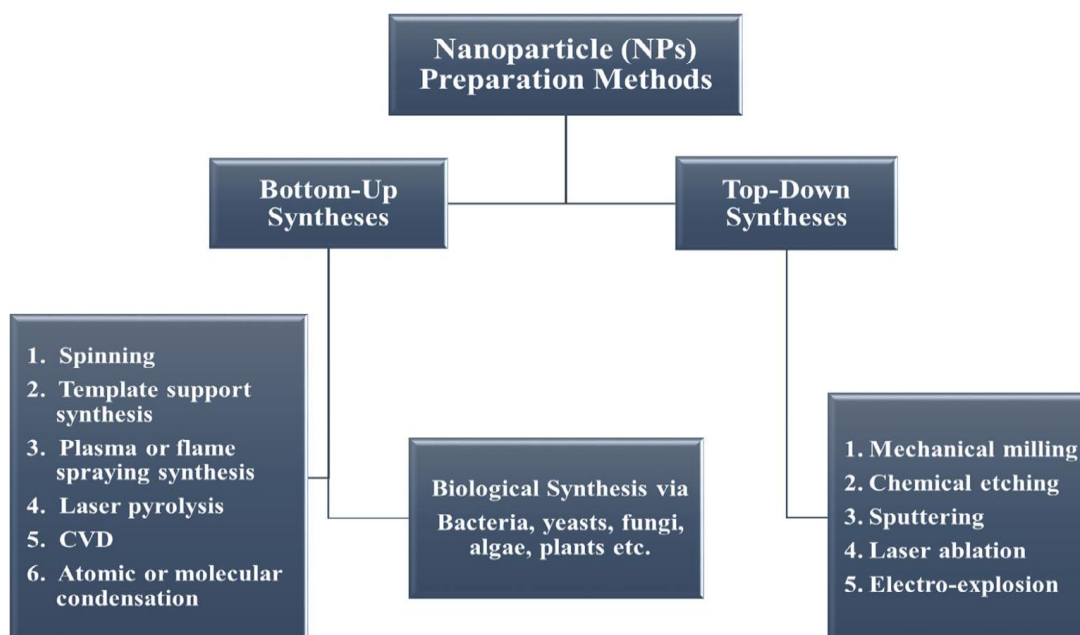 Nanoparticle (NPs)
Preparation Methods
Bottom-Up
Syntheses
Top-Down
Syntheses
1. Spinning
2. Template support
synthesis
3. Plasma or flame
spraying synthesis
4. Laser pyrolysis
5. CVD
6. Atomic or molecular
condensation
Biological Synthesis via
Bacteria, yeasts, fungi,
algae, plants etc.
1. Mechanical milling
2. Chemical etching
3. Sputtering
4. Laser ablation
5. Electro-explosion